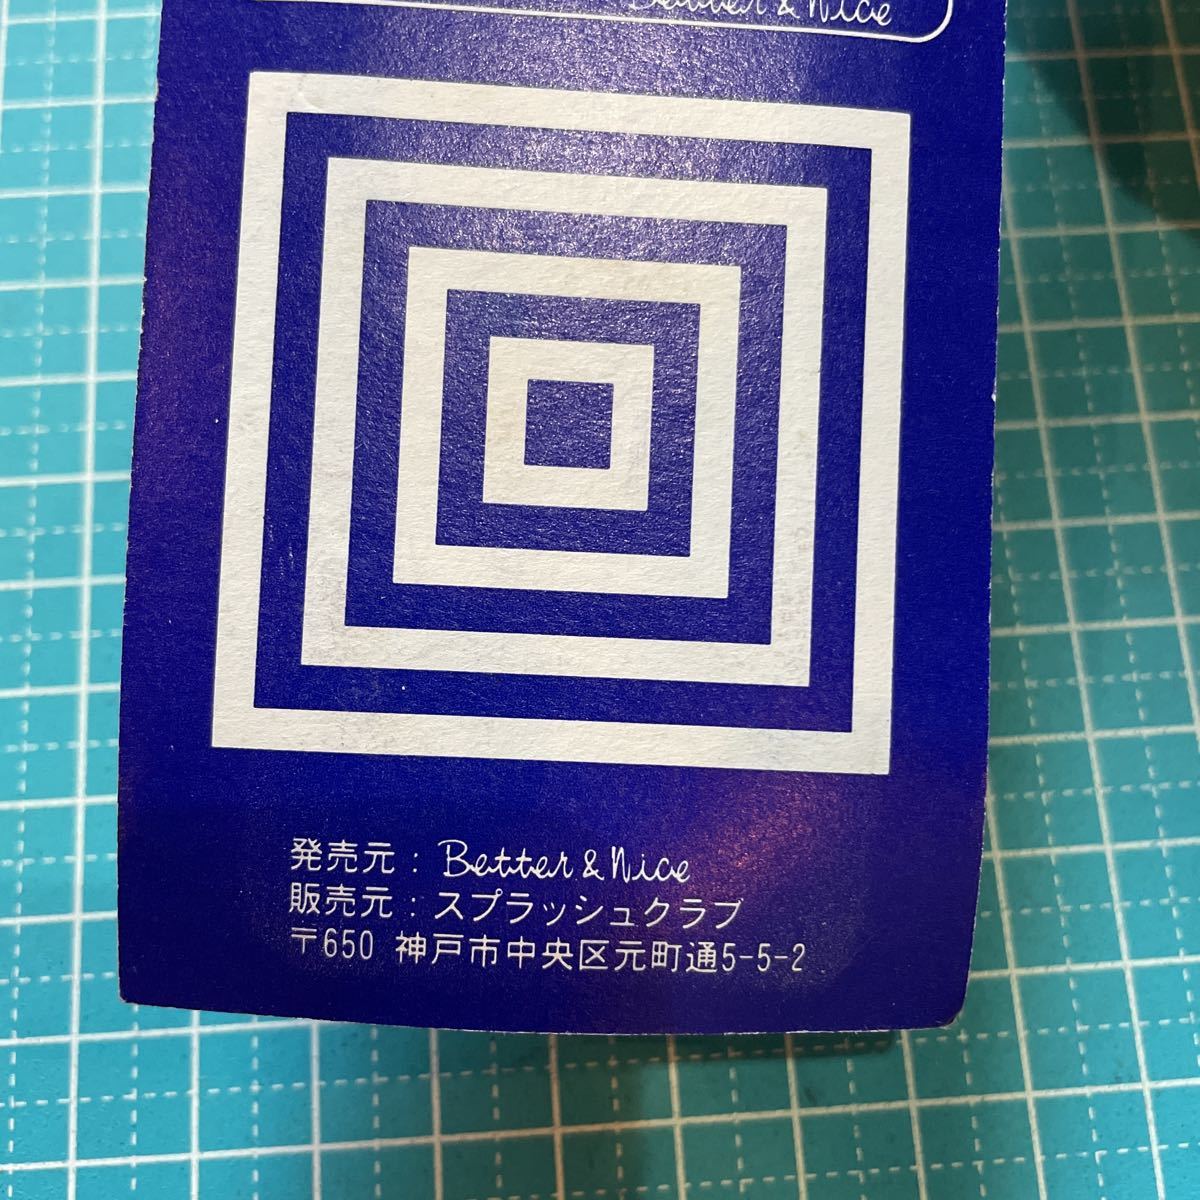 Better & Nice
発売元：Better & Nice
販売元：スプラッシュクラブ
〒650 神戸市中央区元町通5-5-2